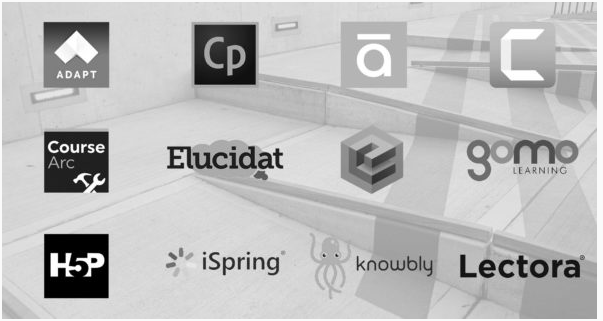 ADAPT
Cp
ā
C
Course
Arc
Elucidat
gomo
LEARNING
H5P
iSpring®
knowbly
Lectora®